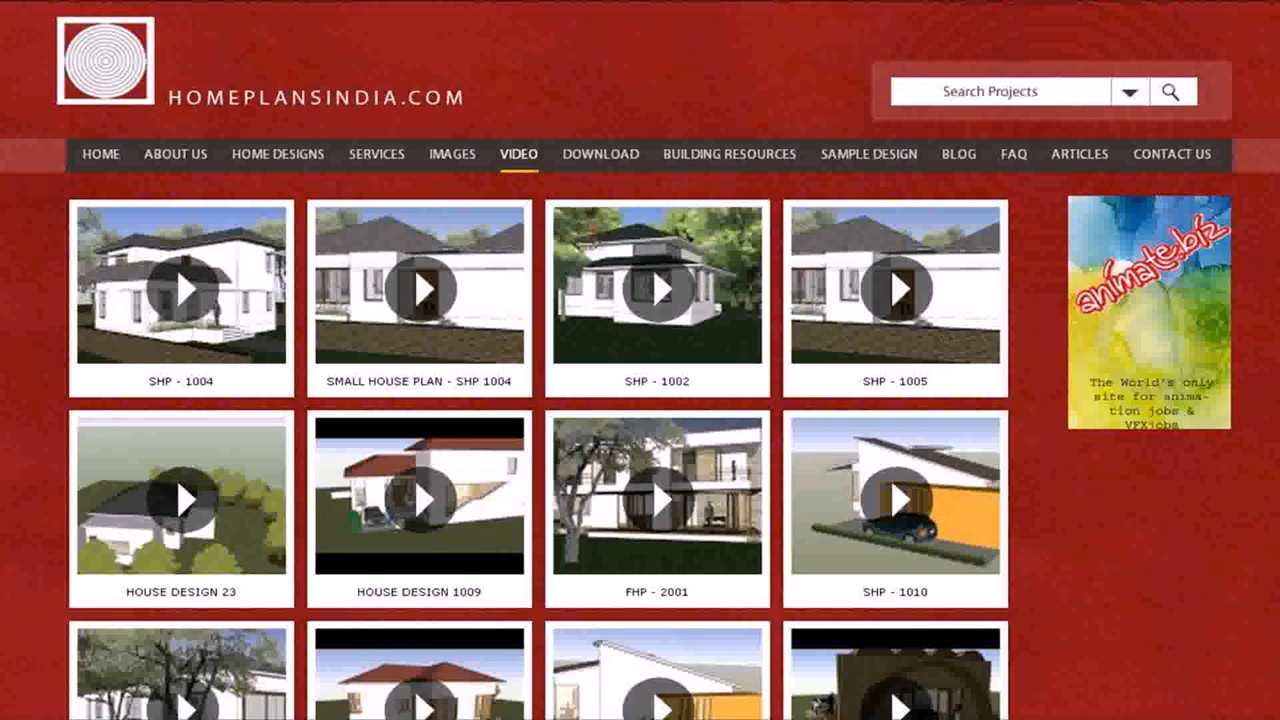 HOMEPLANSINDIA.COM
Search Projects
HOME ABOUT US HOME DESIGNS SERVICES IMAGES VIDEO DOWNLOAD BUILDING RESOURCES SAMPLE DESIGN BLOG FAQ ARTICLES CONTACT US
SHP - 1004
SMALL HOUSE PLAN - SHP 1004
SHP - 1002
SHP - 1005
animate.biz
The World's only
site for anima-
tion jobs &
VFXjobs
HOUSE DESIGN 23
HOUSE DESIGN 1009
FHP - 2001
SHP - 1010